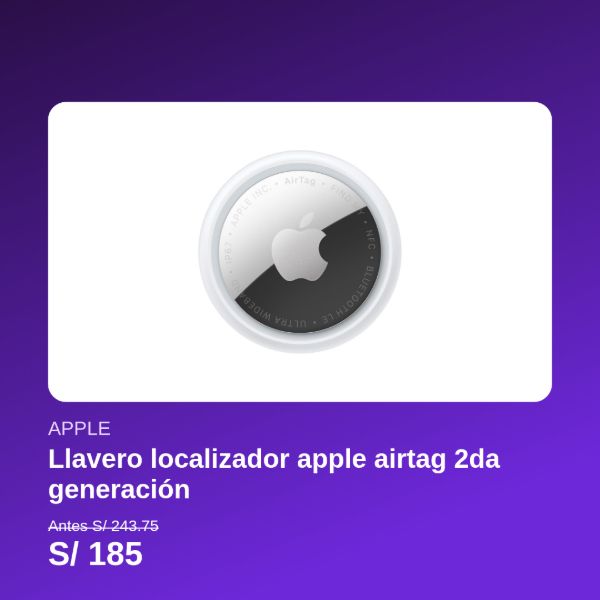 APPLE INC. • AirTag • FIND MY • NFC • BLUETOOTH LE • ULTRA WIDEBAND • IP67 •
APPLE
Llavero localizador apple airtag 2da
generación
Antes S/ 243.75
S/ 185